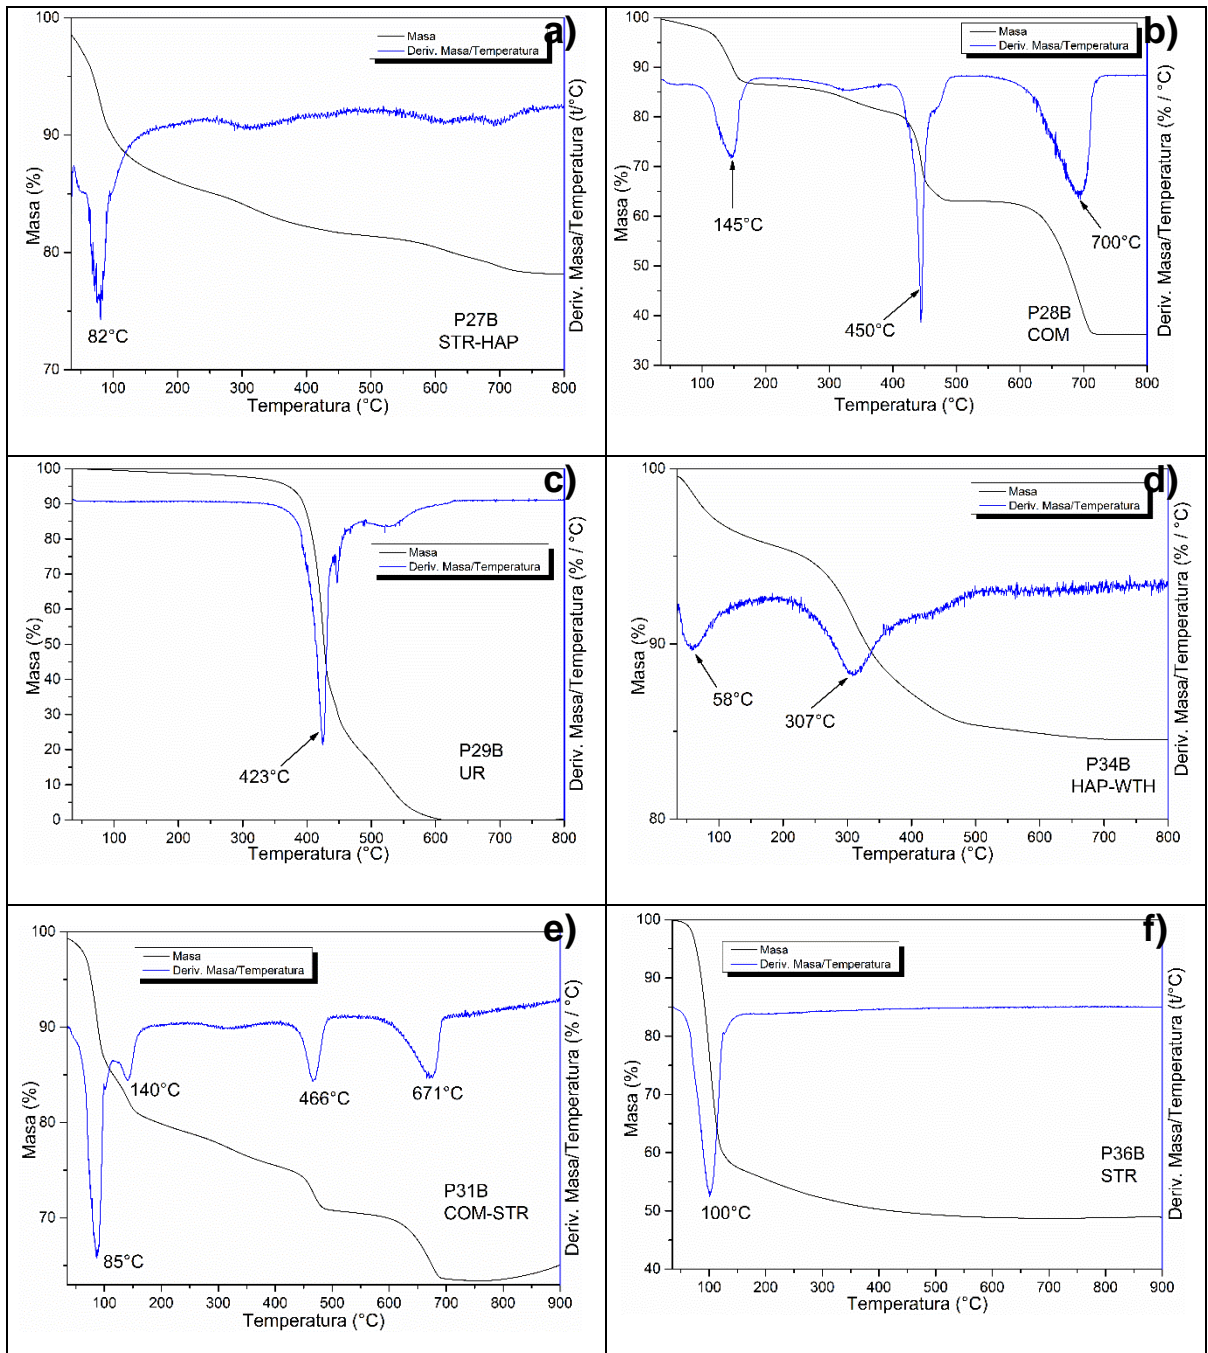 a)
Masa
Deriv. Masa/Temperatura
Masa (%)
Deriv. Masa/Temperatura (t/°C)
100
90
80
70
82°C
P27B
STR-HAP
100 200 300 400 500 600 700 800
Temperatura (°C)
b)
Masa
Deriv. Masa/Temperatura
Masa (%)
Deriv. Masa/Temperatura (% / °C)
100
90
80
70
60
50
40
30
145°C
450°C
700°C
P28B
COM
100 200 300 400 500 600 700 800
Temperatura (°C)
c)
Masa
Deriv. Masa/Temperatura
Masa (%)
Deriv. Masa/Temperatura (% / °C)
100
90
80
70
60
50
40
30
20
10
0
423°C
P29B
UR
100 200 300 400 500 600 700 800
Temperatura (°C)
d)
Masa
Deriv. Masa/Temperatura
Masa (%)
Deriv. Masa/Temperatura (% / °C)
100
90
80
58°C
307°C
P34B
HAP-WTH
100 200 300 400 500 600 700 800
Temperatura (°C)
e)
Masa
Deriv. Masa/Temperatura
Masa (%)
Deriv. Masa/Temperatura (% / °C)
100
90
80
70
140°C
466°C
671°C
85°C
P31B
COM-STR
100 200 300 400 500 600 700 800 900
Temperatura (°C)
f)
Masa
Deriv. Masa/Temperatura
Masa (%)
Deriv. Masa/Temperatura (t/°C)
100
90
80
70
60
50
40
100°C
P36B
STR
100 200 300 400 500 600 700 800 900
Temperatura (°C)